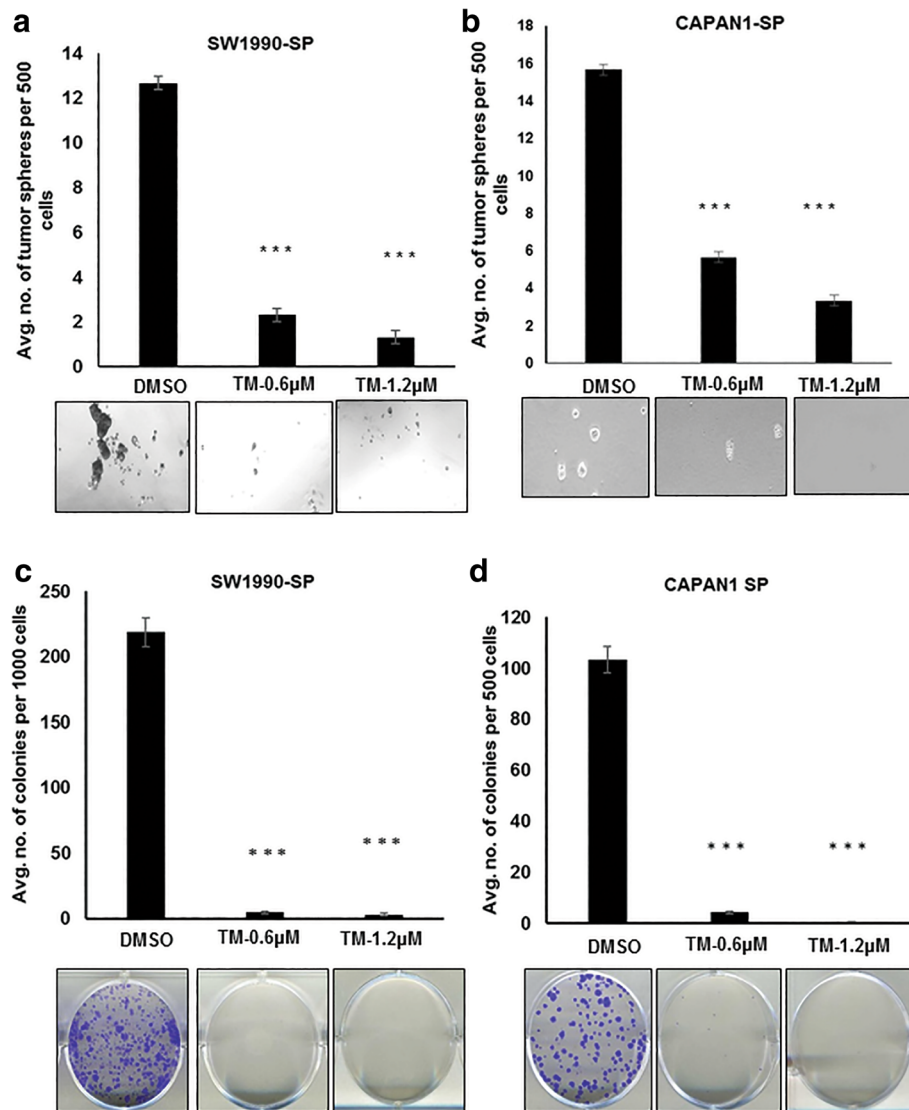 a
SW1990-SP
Avg. no. of tumor spheres per 500
cells
14
12
10
8
6
4
2
0
***
***
DMSO
TM-0.6μM
TM-1.2μM
b
CAPAN1-SP
Avg. no. of tumor spheres per 500
cells
18
16
14
12
10
8
6
4
2
0
***
***
DMSO
TM-0.6μM
TM-1.2μM
c
SW1990-SP
Avg. no. of colonies per 1000 cells
250
200
150
100
50
0
***
***
DMSO
TM-0.6μM
TM-1.2μM
d
CAPAN1 SP
Avg. no. of colonies per 500 cells
120
100
80
60
40
20
0
***
***
DMSO
TM-0.6μM
TM-1.2μM